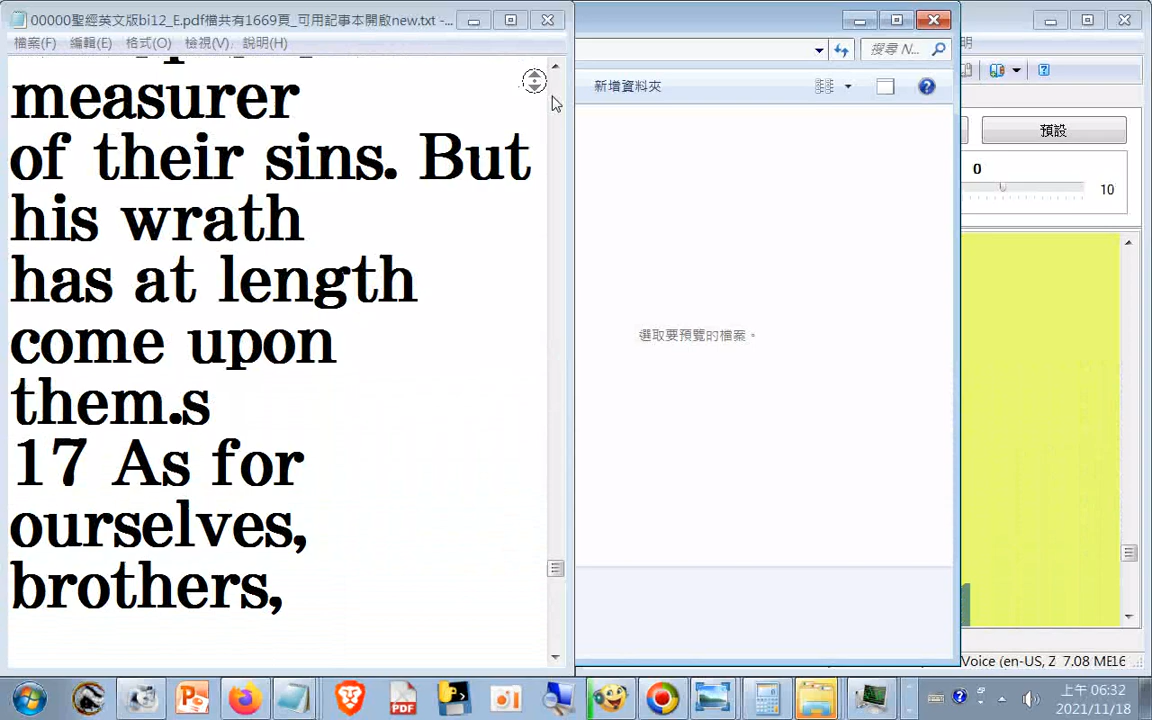 00000聖經英文版bi12_E.pdf檔共有1669頁_可用記事本開啟new.txt -...
檔案(F) 編輯(E) 格式(O) 檢視(V) 說明(H)
measurer
of their sins. But
his wrath
has at length
come upon
them.s
17 As for
ourselves,
brothers,
搜尋 N...
新增資料夾
選取要預覽的檔案。
明
預設
0
10
Voice (en-US, Z 7.08 ME16
PDF
上午 06:32
2021/11/18